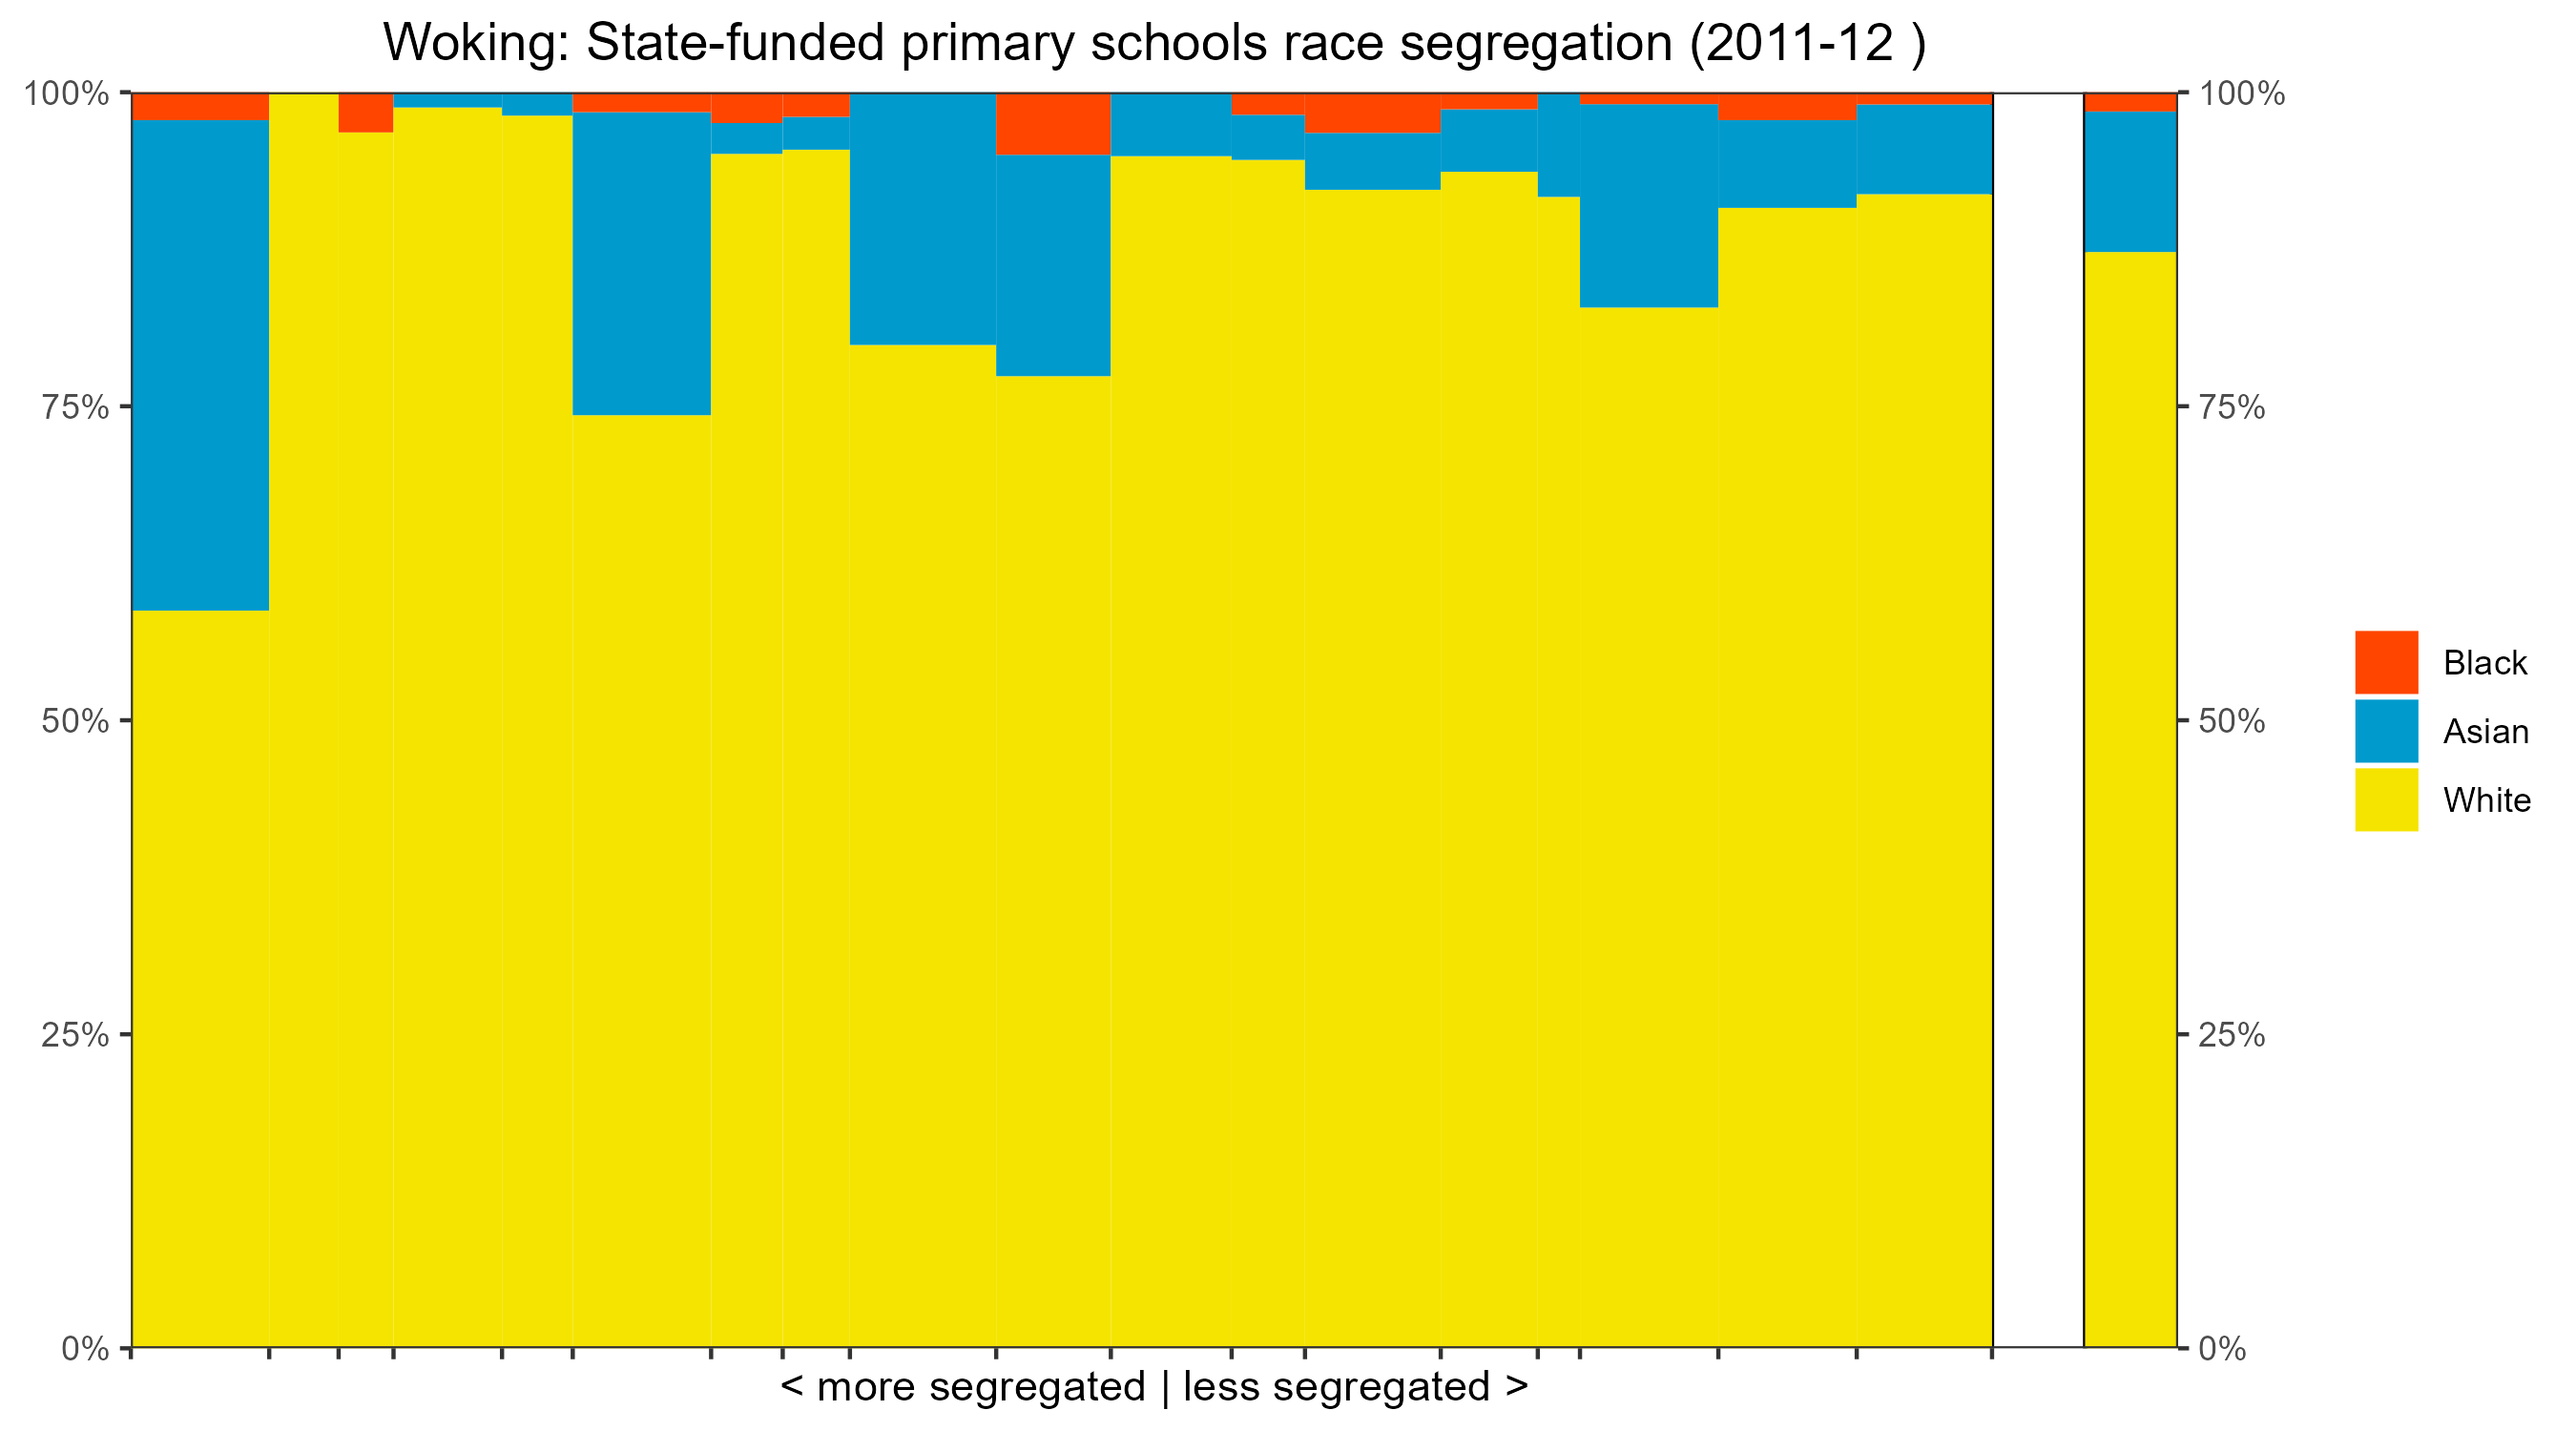 Woking: State-funded primary schools race segregation (2011-12 )
100%
75%
50%
25%
0%
100%
75%
50%
25%
0%
Black
Asian
White
< more segregated | less segregated >